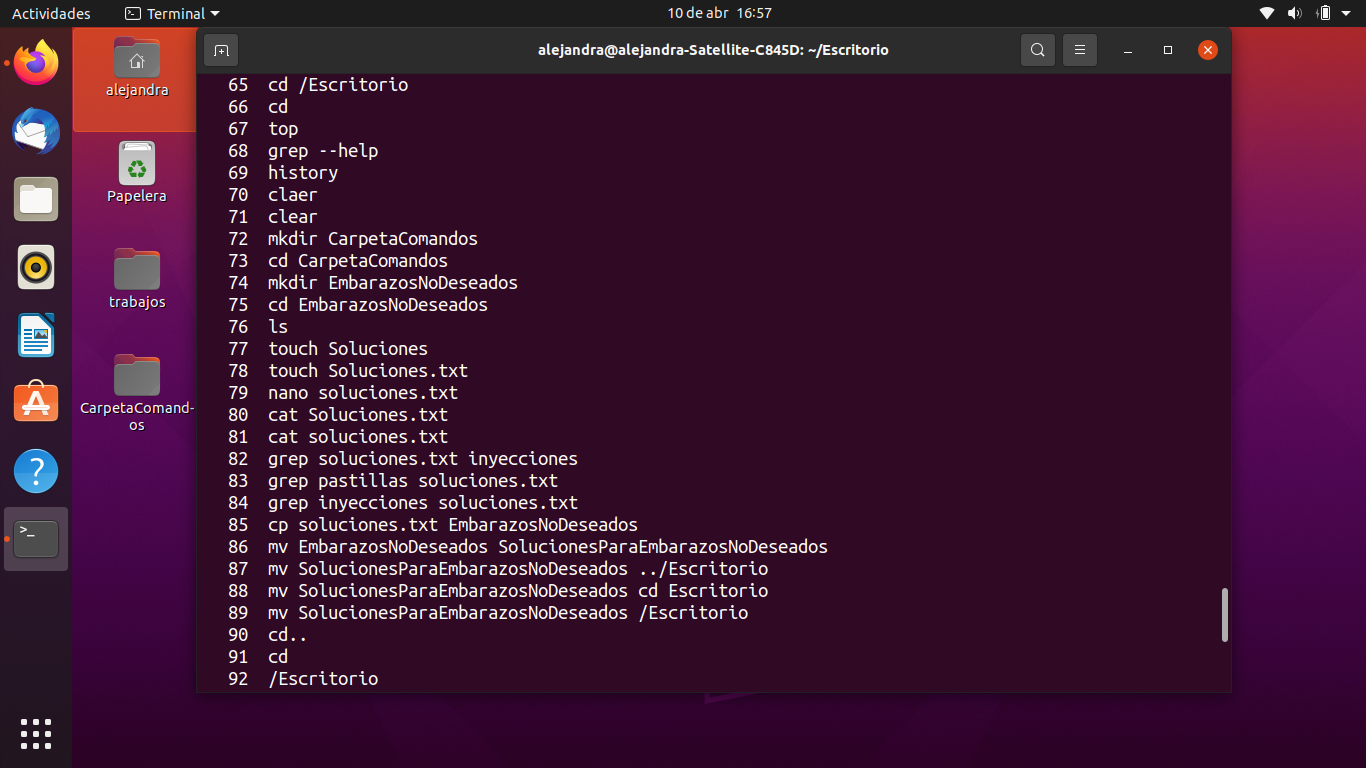 Actividades Terminal 10 de abr 16:57
alejandra@alejandra-Satellite-C845D: ~/Escritorio
alejandra
Papelera
trabajos
CarpetaComand-
os
65 cd /Escritorio
66 cd
67 top
68 grep --help
69 history
70 claer
71 clear
72 mkdir CarpetaComandos
73 cd CarpetaComandos
74 mkdir EmbarazosNoDeseados
75 cd EmbarazosNoDeseados
76 ls
77 touch Soluciones
78 touch Soluciones.txt
79 nano soluciones.txt
80 cat Soluciones.txt
81 cat soluciones.txt
82 grep soluciones.txt inyecciones
83 grep pastillas soluciones.txt
84 grep inyecciones soluciones.txt
85 cp soluciones.txt EmbarazosNoDeseados
86 mv EmbarazosNoDeseados SolucionesParaEmbarazosNoDeseados
87 mv SolucionesParaEmbarazosNoDeseados ../Escritorio
88 mv SolucionesParaEmbarazosNoDeseados cd Escritorio
89 mv SolucionesParaEmbarazosNoDeseados /Escritorio
90 cd..
91 cd
92 /Escritorio